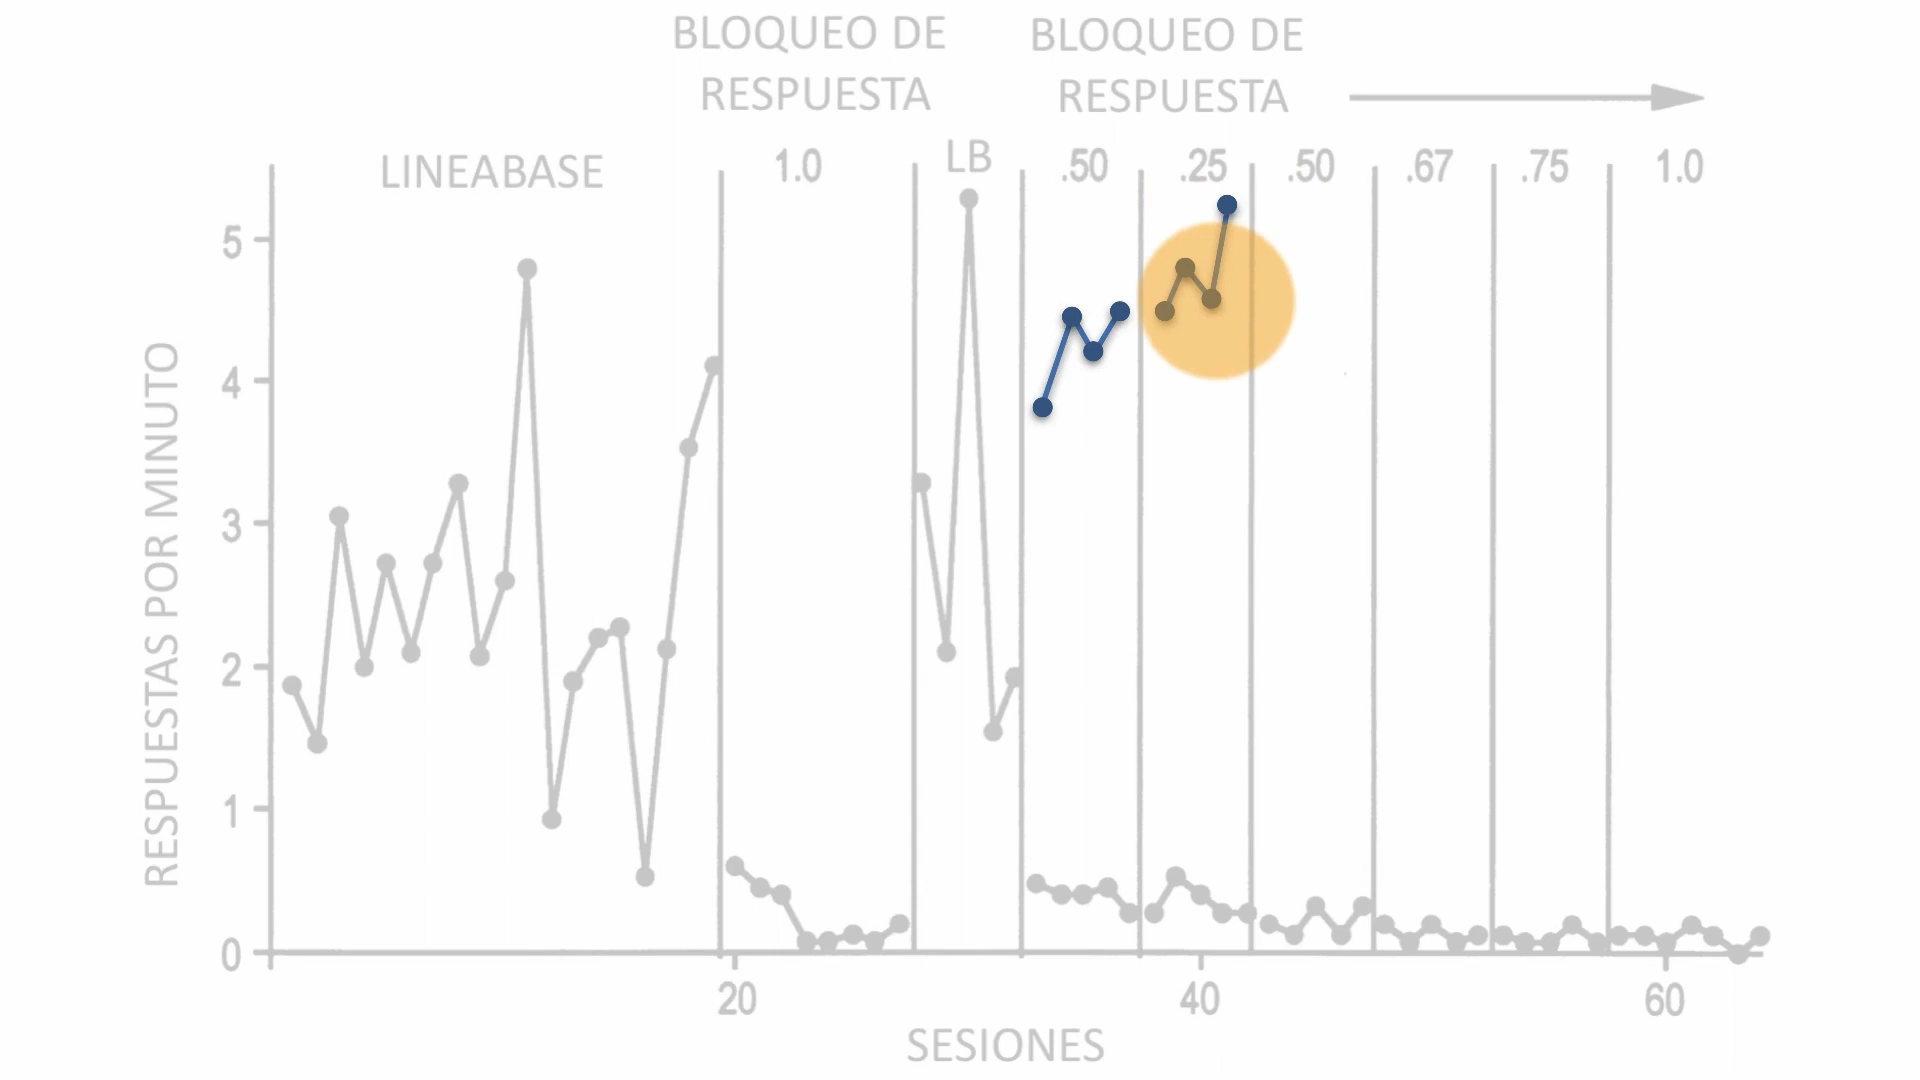 BLOQUEO DE
RESPUESTA
BLOQUEO DE
RESPUESTA
LINEABASE
1.0
LB
.50
.25
.50
.67
.75
1.0
5
4
3
2
1
0
RESPUESTAS POR MINUTO
20
40
60
SESIONES